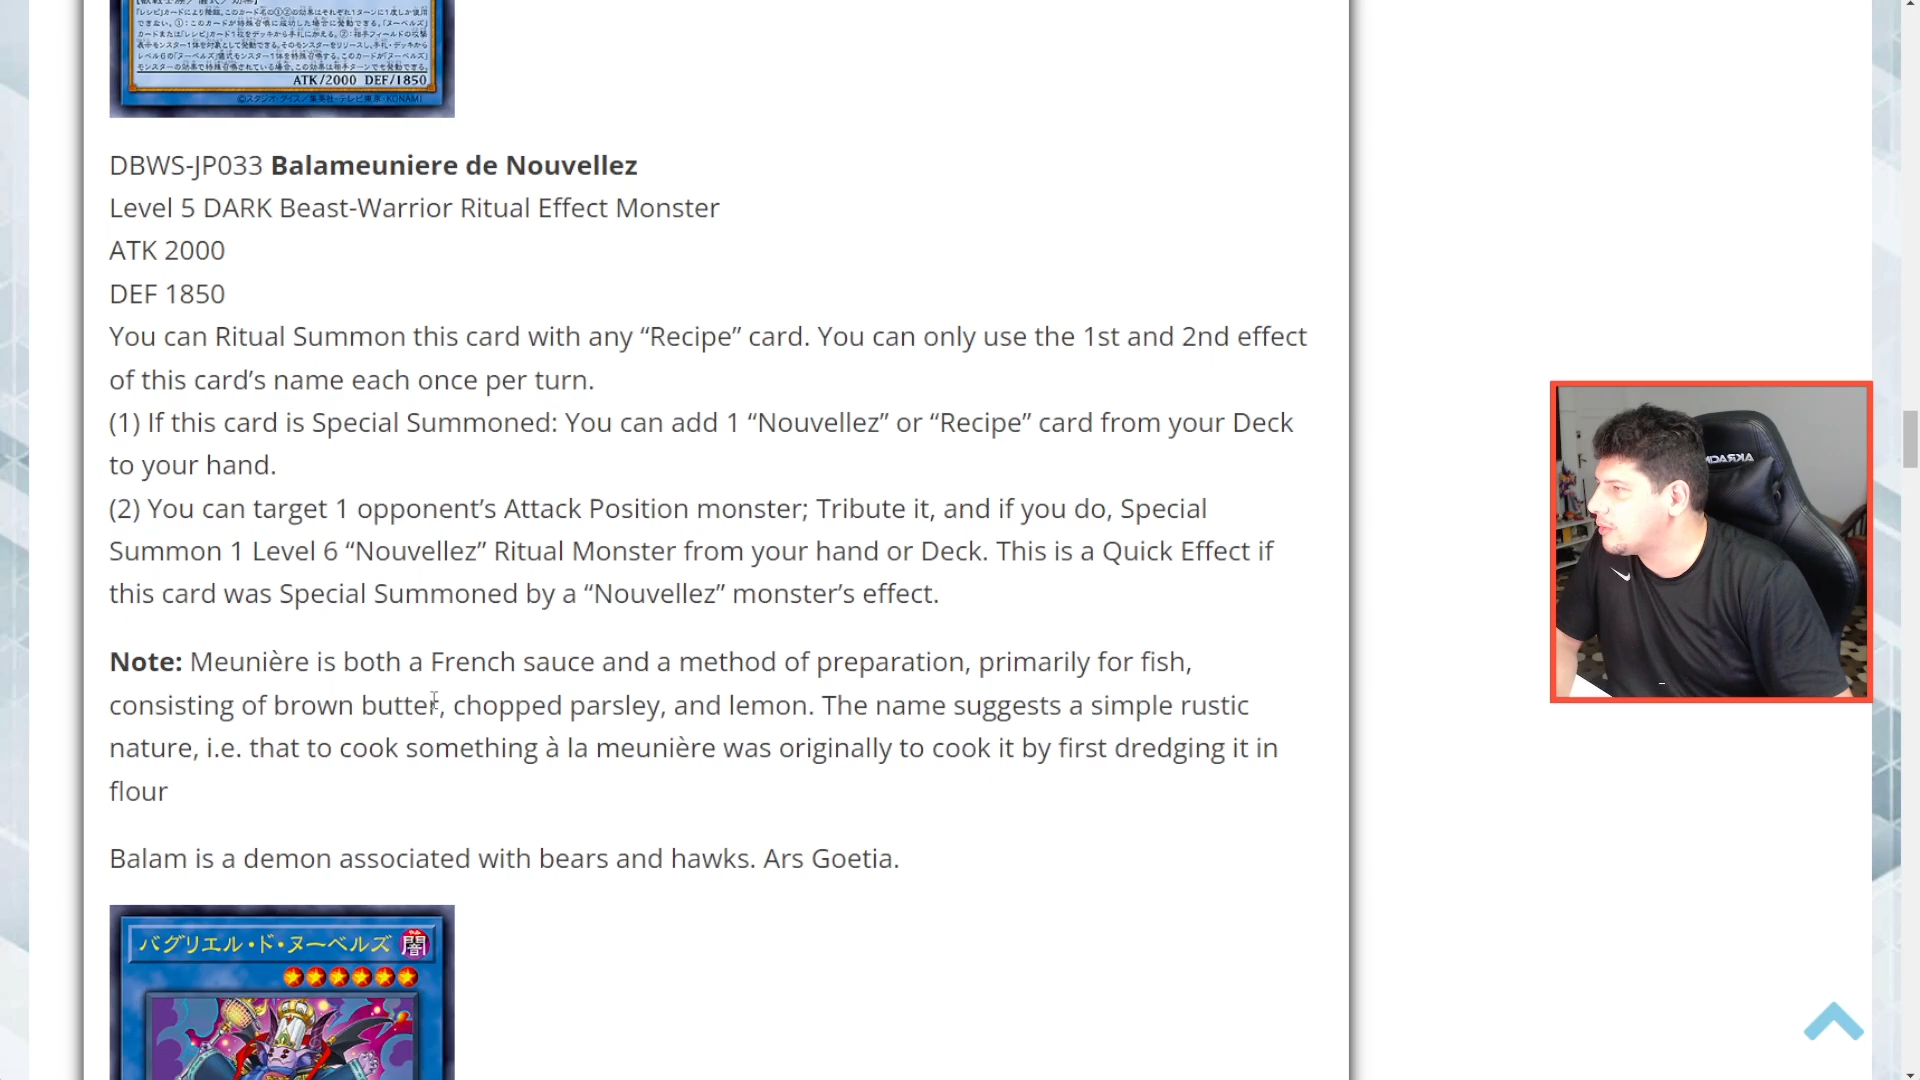 ATK/2000 DEF/1850
DBWS-JP033 Balameuniere de Nouvellez
Level 5 DARK Beast-Warrior Ritual Effect Monster
ATK 2000
DEF 1850
You can Ritual Summon this card with any “Recipe” card. You can only use the 1st and 2nd effect
of this card’s name each once per turn.
(1) If this card is Special Summoned: You can add 1 “Nouvellez” or “Recipe” card from your Deck
to your hand.
(2) You can target 1 opponent’s Attack Position monster; Tribute it, and if you do, Special
Summon 1 Level 6 “Nouvellez” Ritual Monster from your hand or Deck. This is a Quick Effect if
this card was Special Summoned by a “Nouvellez” monster’s effect.
Note: Meunière is both a French sauce and a method of preparation, primarily for fish,
consisting of brown butter, chopped parsley, and lemon. The name suggests a simple rustic
nature, i.e. that to cook something à la meunière was originally to cook it by first dredging it in
flour
Balam is a demon associated with bears and hawks. Ars Goetia.
バグリエル・ド・ヌーベルズ 闇